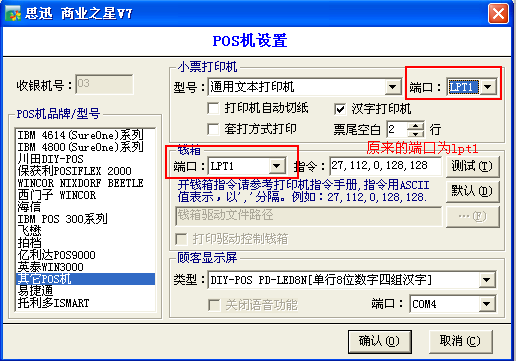 思迅 商业之星V7
POS机设置
收银机号：
03
POS机品牌/型号
IBM 4614(SureOne)系列
IBM 4800(SureOne)系列
川田DIY-POS
保获利POSIFLEX 2000
WINCOR NIXDORF BEETLE
西门子 WINCOR
海信
IBM POS 300系列
飞懋
拍档
亿利达POS9000
英泰WIN3000
其它POS机
易捷通
托利多ISMART
小票打印机
型号：
通用文本打印机
端口：
LPT1
打印机自动切纸
汉字打印机
套打方式打印
票尾空白
2
行
原来的端口为lpt1
钱箱
端口：
LPT1
指令：
27,112,0,128,128
测试(T)
开钱箱指令请参考打印机指令手册,指令用ASCII
值表示，以','分隔。例如：27,112,0,128,128.
默认(D)
钱箱驱动文件路径
…(F)
打印驱动控制钱箱
顾客显示屏
类型：
DIY-POS PD-LED8N[单行8位数字四组汉字]
关闭语音功能
端口：
COM4
确认(O)
取消(C)